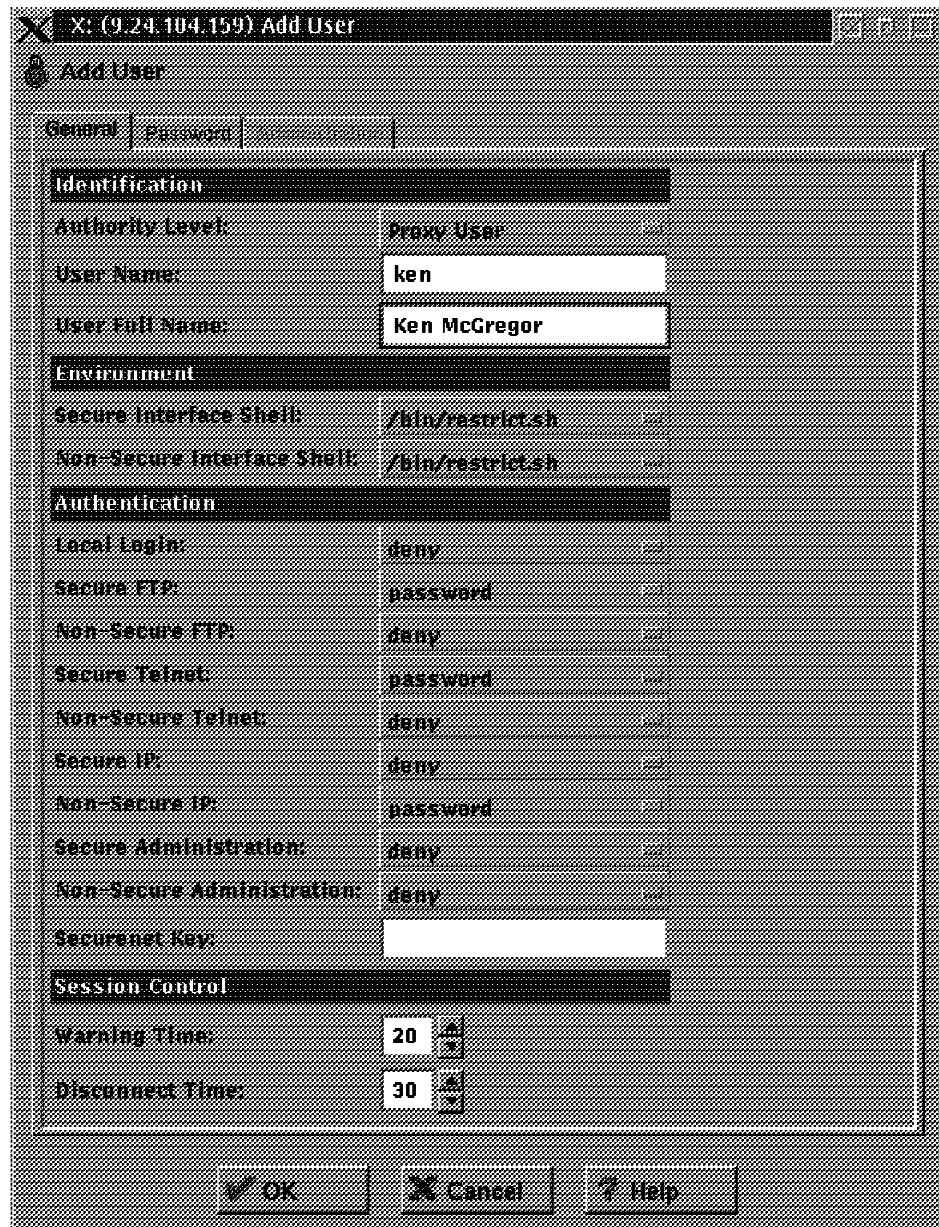 X: (9.24.104.159) Add User
Add User
General Password Administration
Identification
Authority Level: Proxy User
User Name: ken
User Full Name: Ken McGregor
Environment
Secure Interface Shell: /bin/restrict.sh
Non-Secure Interface Shell: /bin/restrict.sh
Authentication
Local Login: deny
Secure FTP: password
Non-Secure FTP: deny
Secure Telnet: password
Non-Secure Telnet: deny
Secure IP: deny
Non-Secure IP: password
Secure Administration: deny
Non-Secure Administration: deny
Securenet Key:
Session Control
Warning Time: 20
Disconnect Time: 30
OK Cancel ? Help